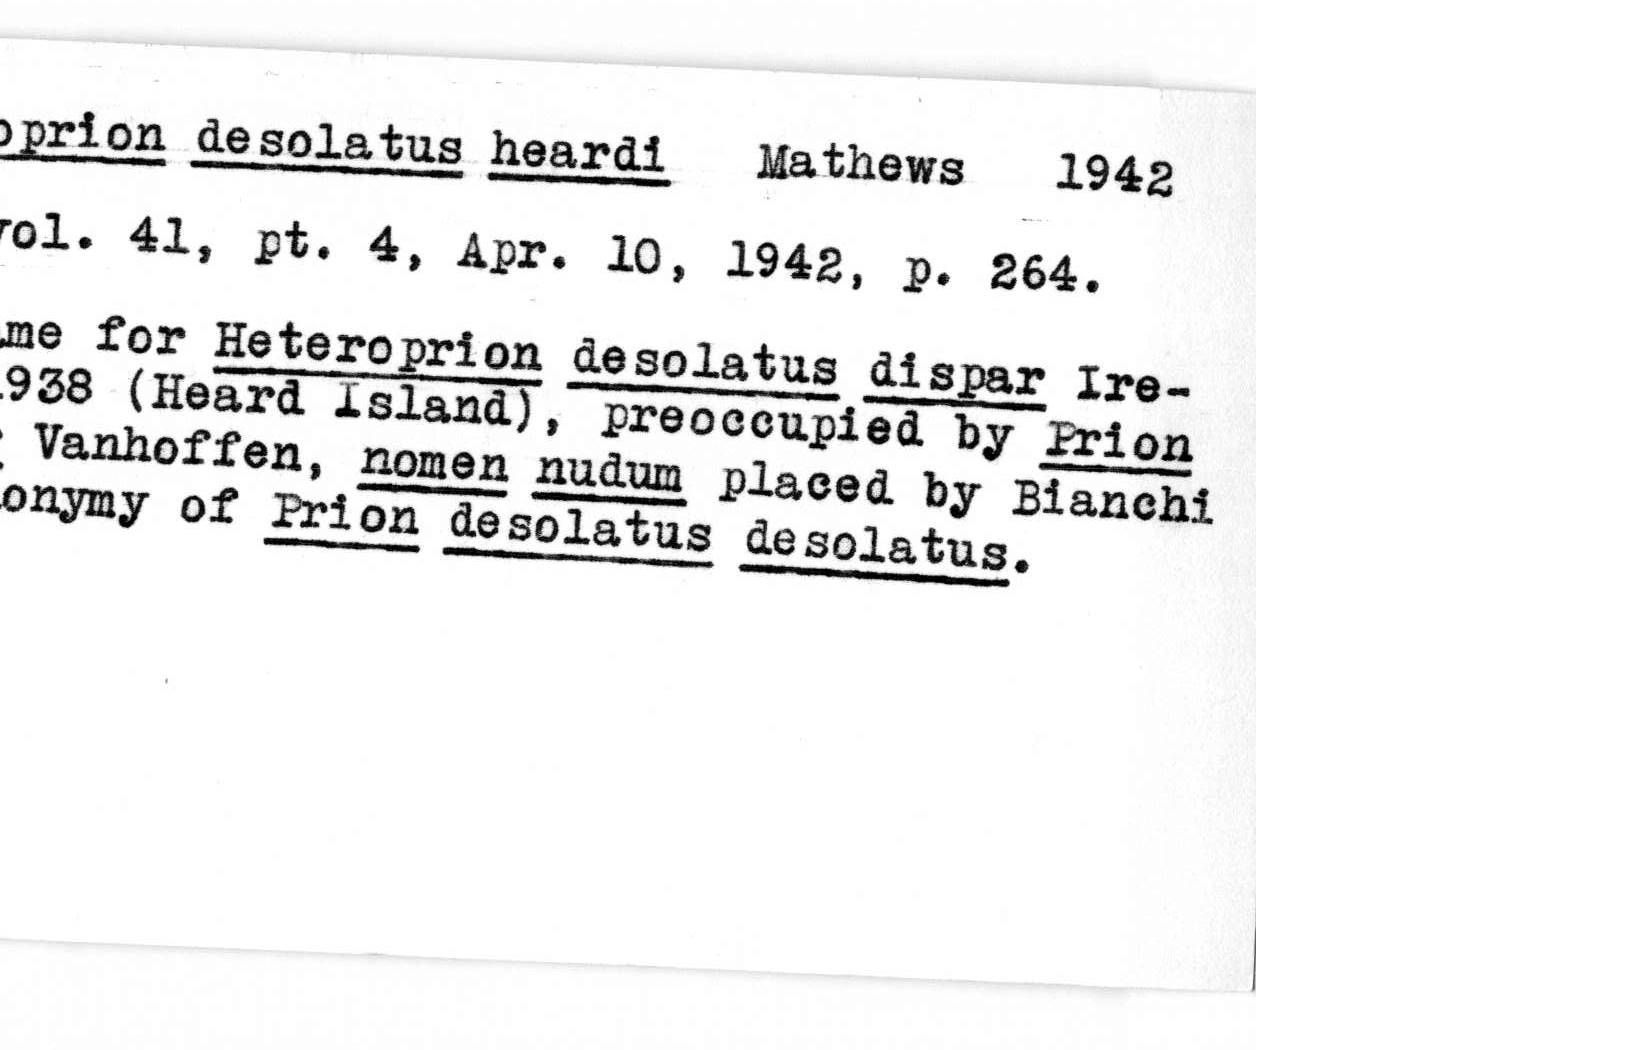 oprion desolatus heardi Mathews 1942
vol. 41, pt. 4, Apr. 10, 1942, p. 264.
me for Heteroprion desolatus dispar Ire-
1938 (Heard Island), preoccupied by Prion
Vanhoffen, nomen nudum placed by Bianchi
onymy of Prion desolatus desolatus.